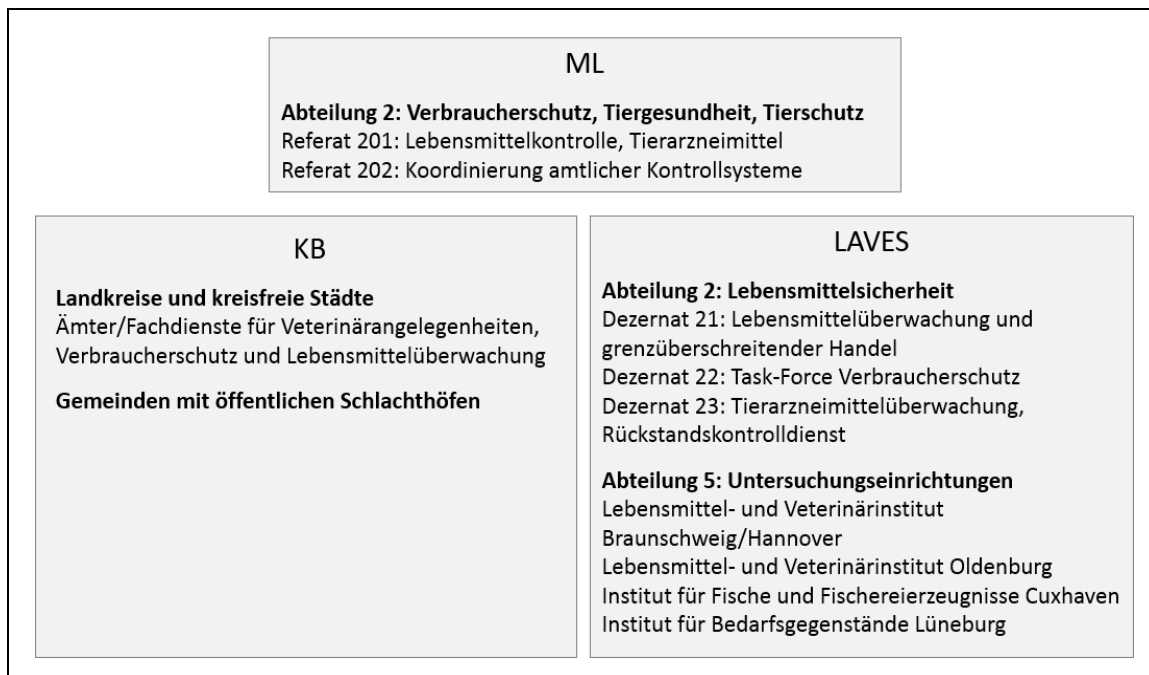 ML
Abteilung 2: Verbraucherschutz, Tiergesundheit, Tierschutz
Referat 201: Lebensmittelkontrolle, Tierarzneimittel
Referat 202: Koordinierung amtlicher Kontrollsysteme
KB
Landkreise und kreisfreie Städte
Ämter/Fachdienste für Veterinärangelegenheiten,
Verbraucherschutz und Lebensmittelüberwachung
Gemeinden mit öffentlichen Schlachthöfen
LAVES
Abteilung 2: Lebensmittelsicherheit
Dezernat 21: Lebensmittelüberwachung und
grenzüberschreitender Handel
Dezernat 22: Task-Force Verbraucherschutz
Dezernat 23: Tierarzneimittelüberwachung,
Rückstandskontrolldienst
Abteilung 5: Untersuchungseinrichtungen
Lebensmittel- und Veterinärinstitut
Braunschweig/Hannover
Lebensmittel- und Veterinärinstitut Oldenburg
Institut für Fische und Fischereierzeugnisse Cuxhaven
Institut für Bedarfsgegenstände Lüneburg